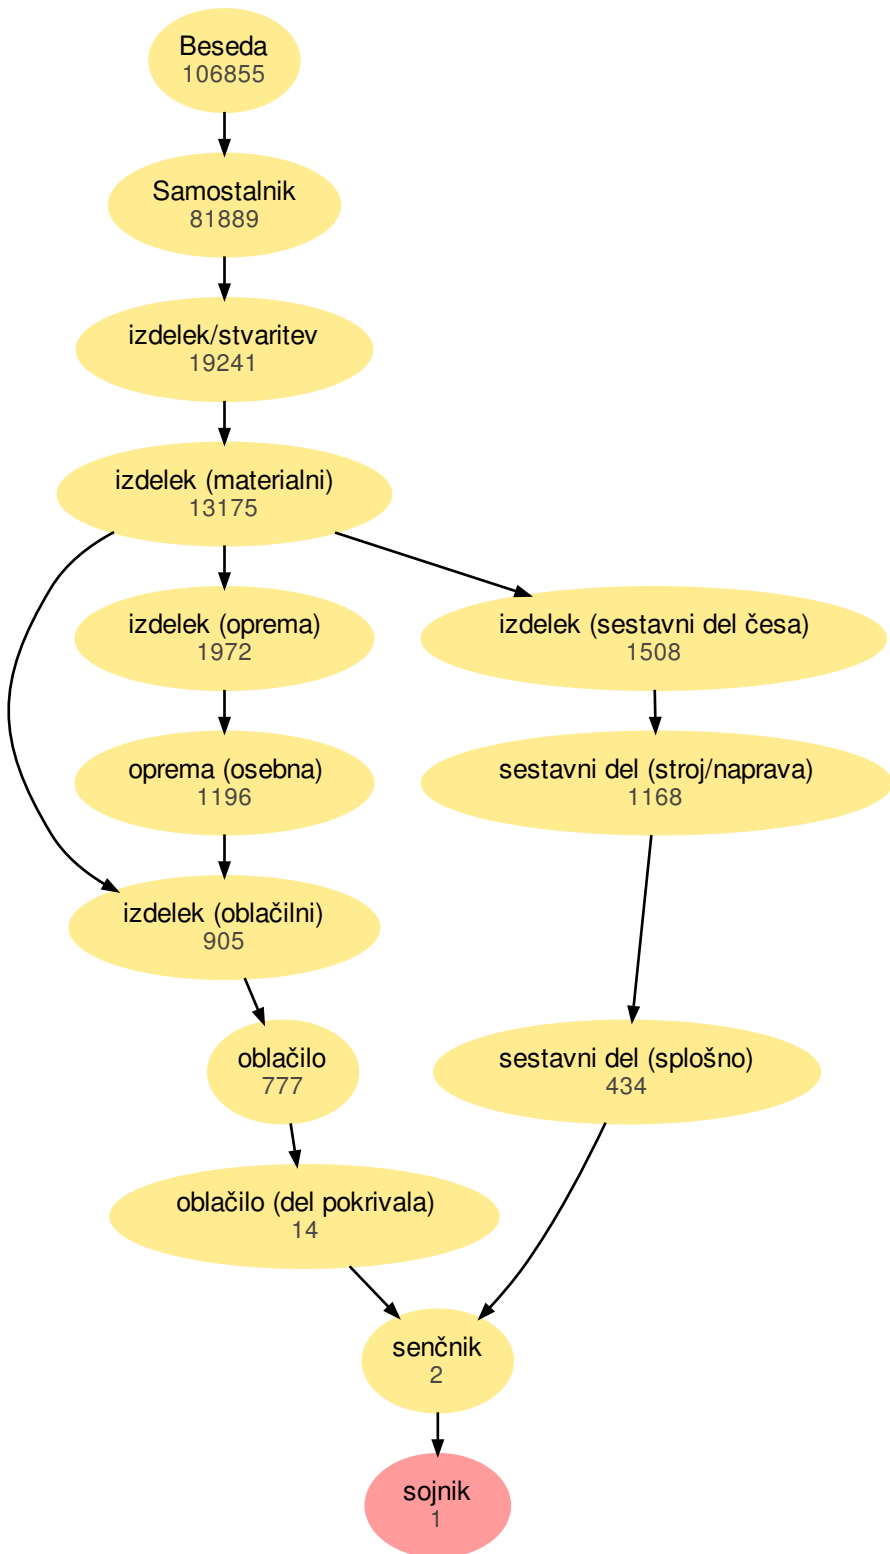 Beseda
106855
Samostalnik
81889
izdelek/stvaritev
19241
izdelek (materialni)
13175
izdelek (oprema)
1972
izdelek (sestavni del česa)
1508
oprema (osebna)
1196
sestavni del (stroj/naprava)
1168
izdelek (oblačilni)
905
oblačilo
777
sestavni del (splošno)
434
oblačilo (del pokrivala)
14
senčnik
2
sojnik
1